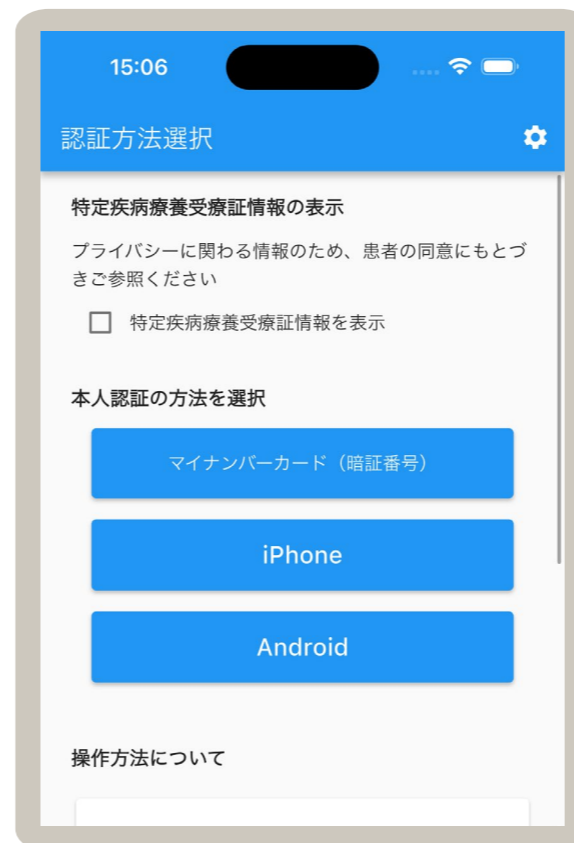 15:06
認証方法選択
特定疾病療養受療証情報の表示
プライバシーに関わる情報のため、患者の同意にもとづ
きご参照ください
特定疾病療養受療証情報を表示
本人認証の方法を選択
マイナンバーカード（暗証番号）
iPhone
Android
操作方法について